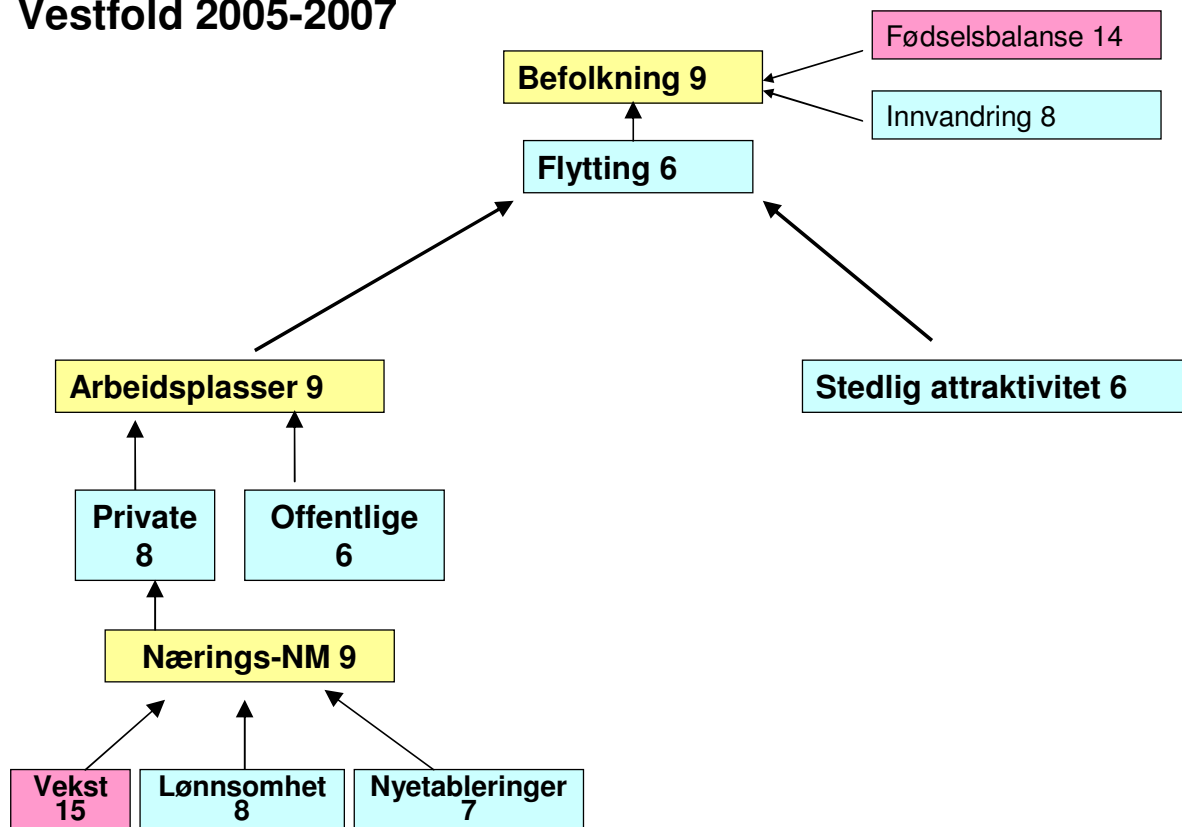 Vestfold 2005-2007
Fødselsbalanse 14
Befolkning 9
Innvandring 8
Flytting 6
Arbeidsplasser 9
Stedlig attraktivitet 6
Private
8
Offentlige
6
Nærings-NM 9
Vekst
15
Lønnsomhet
8
Nyetableringer
7